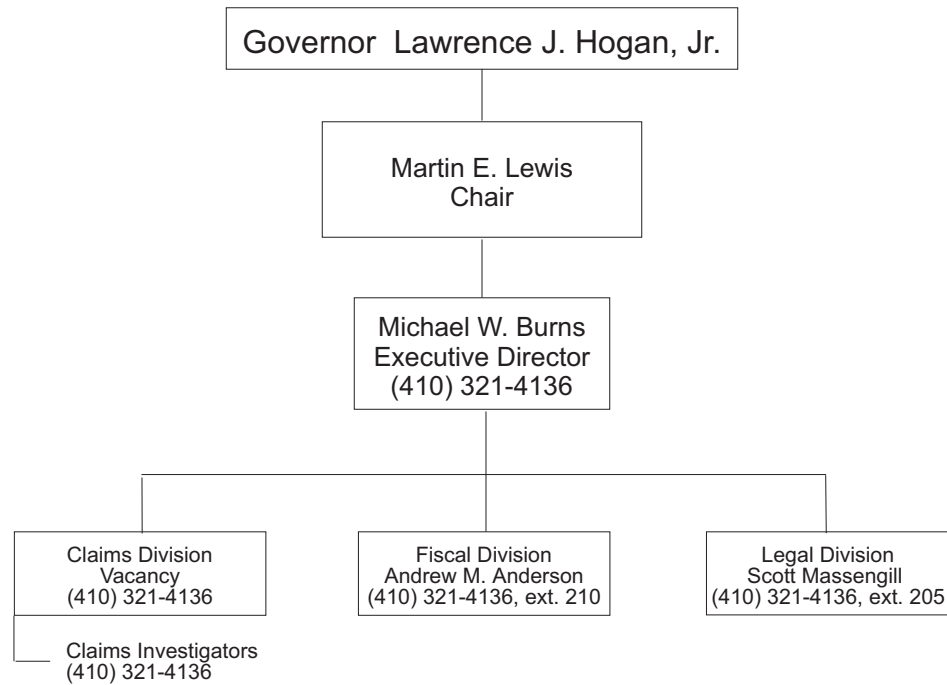 Governor Lawrence J. Hogan, Jr.
Martin E. Lewis
Chair
Michael W. Burns
Executive Director
(410) 321-4136
Claims Division
Vacancy
(410) 321-4136
Fiscal Division
Andrew M. Anderson
(410) 321-4136, ext. 210
Legal Division
Scott Massengill
(410) 321-4136, ext. 205
Claims Investigators
(410) 321-4136